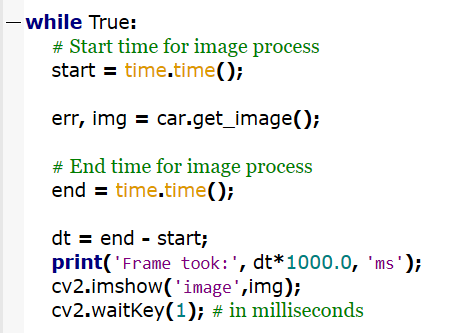 while True:
# Start time for image process
start = time.time();
err, img = car.get_image();
# End time for image process
end = time.time();
dt = end - start;
print('Frame took:', dt*1000.0, 'ms');
cv2.imshow('image',img);
cv2.waitKey(1); # in milliseconds